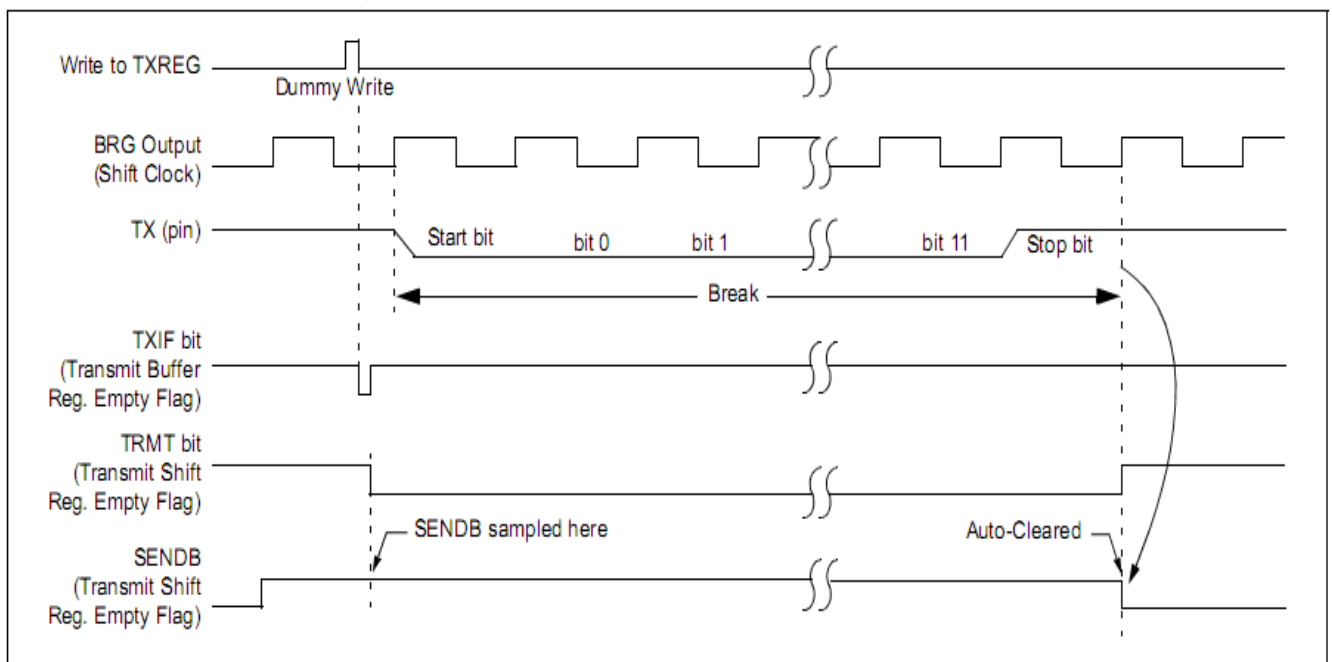 Write to TXREG
Dummy Write
BRG Output
(Shift Clock)
TX (pin)
Start bit
bit 0
bit 1
bit 11
Stop bit
Break
TXIF bit
(Transmit Buffer
Reg. Empty Flag)
TRMT bit
(Transmit Shift
Reg. Empty Flag)
SENDB sampled here
Auto-Cleared
SENDB
(Transmit Shift
Reg. Empty Flag)